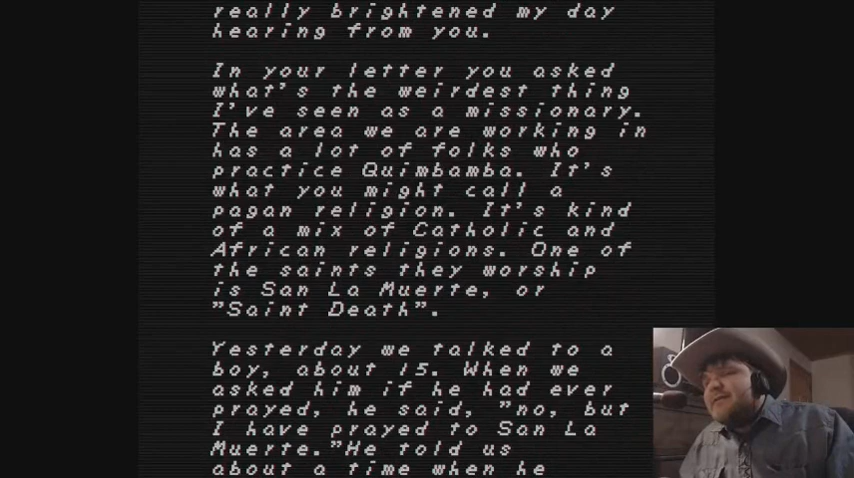 really brightened my day
hearing from you.
In your letter you asked
what's the weirdest thing
I've seen as a missionary.
The area we are working in
has a lot of folks who
practice Quimbamba. It's
what you might call a
pagan religion. It's kind
of a mix of Catholic and
African religions. One of
the saints they worship
is San La Muerte, or
"Saint Death".
Yesterday we talked to a
boy, about 15. When we
asked him if he had ever
prayed, he said, "no, but
I have prayed to San La
Muerte."He told us
about a time when he